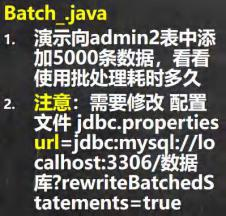 Batch_.java
1. 演示向admin2表中添
加5000条数据，看看
使用批处理耗时多久
2. 注意：需要修改 配置
文件 jdbc.properties
url=jdbc:mysql://lo
calhost:3306/数据
库?rewriteBatchedS
tatements=true